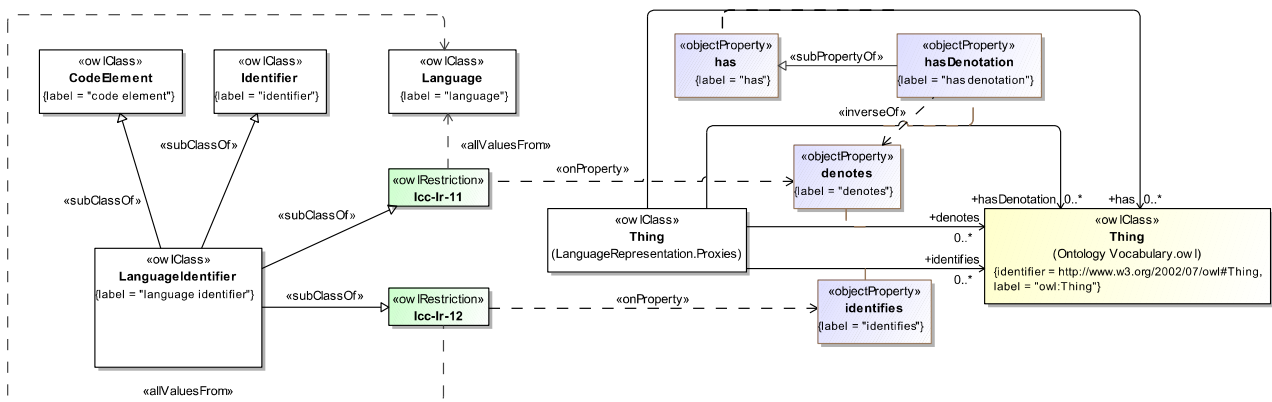 «owlClass»
CodeElement
{label = "code element"}
«owlClass»
Identifier
{label = "identifier"}
«owlClass»
Language
{label = "language"}
«objectProperty»
has
{label = "has"}
«subPropertyOf»
«objectProperty»
hasDenotation
{label = "has denotation"}
«inverseOf»
«subClassOf»
«allValuesFrom»
«subClassOf»
«owlRestriction»
lcc-lr-11
«onProperty»
«objectProperty»
denotes
{label = "denotes"}
«subClassOf»
«owlClass»
LanguageIdentifier
{label = "language identifier"}
«subClassOf»
«owlRestriction»
lcc-lr-12
«onProperty»
«owlClass»
Thing
(LanguageRepresentation.Proxies)
+hasDenotation 0..*
+has 0..*
+denotes
0..*
+identifies
0..*
«objectProperty»
identifies
{label = "identifies"}
«owlClass»
Thing
(Ontology Vocabulary.owl)
{identifier = http://www.w3.org/2002/07/owl#Thing,
label = "owl:Thing"}
«allValuesFrom»